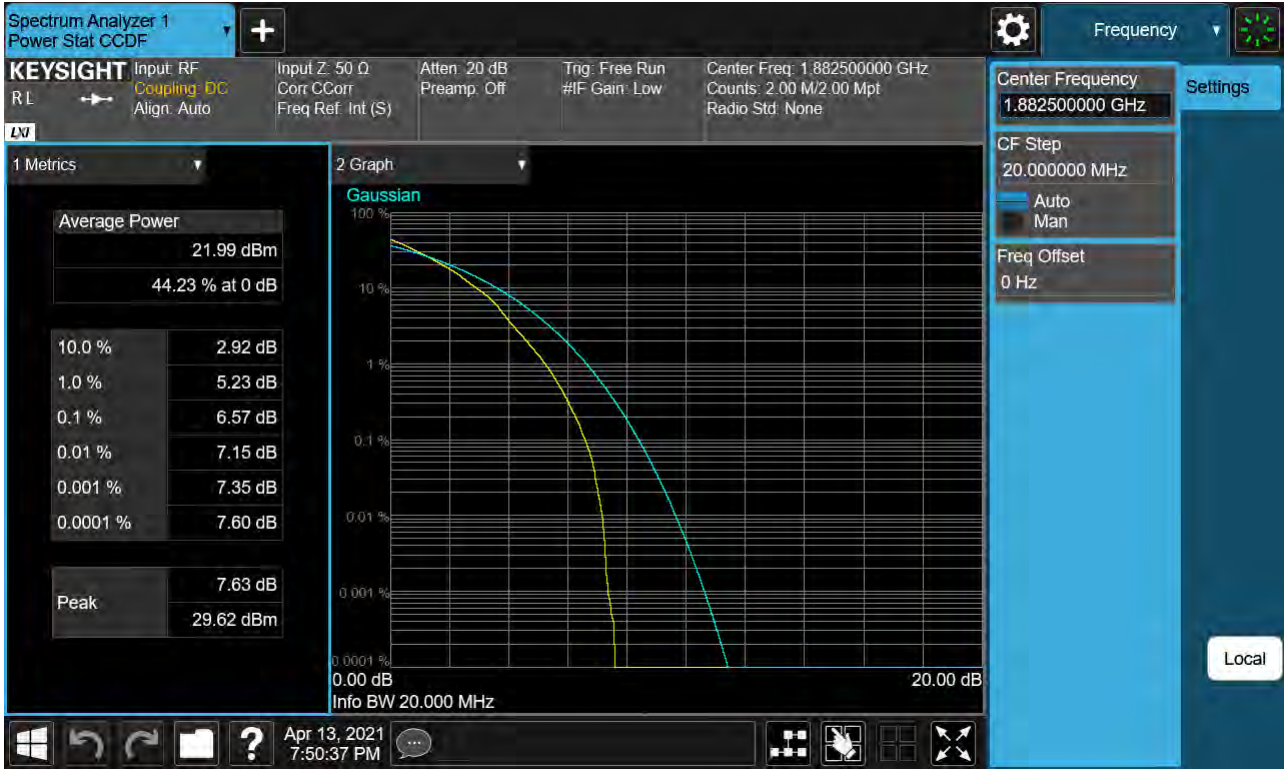 Spectrum Analyzer 1
Power Stat CCDF
+
Frequency
KEYSIGHT
R L
LXI
Input: RF
Coupling: DC
Align: Auto
Input Z: 50 Ω
Corr CCorr
Freq Ref: Int (S)
Atten: 20 dB
Preamp: Off
Trig: Free Run
#IF Gain: Low
Center Freq: 1.882500000 GHz
Counts: 2.00 M/2.00 Mpt
Radio Std: None
Center Frequency
1.882500000 GHz
Settings
CF Step
20.000000 MHz
Auto
Man
Freq Offset
0 Hz
Local
1 Metrics
Average Power
21.99 dBm
44.23 % at 0 dB
10.0 % 2.92 dB
1.0 % 5.23 dB
0.1 % 6.57 dB
0.01 % 7.15 dB
0.001 % 7.35 dB
0.0001 % 7.60 dB
Peak
7.63 dB
29.62 dBm
2 Graph
Gaussian
100 %
10 %
1 %
0.1 %
0.01 %
0.001 %
0.0001 %
0.00 dB 20.00 dB
Info BW 20.000 MHz
?
Apr 13, 2021
7:50:37 PM